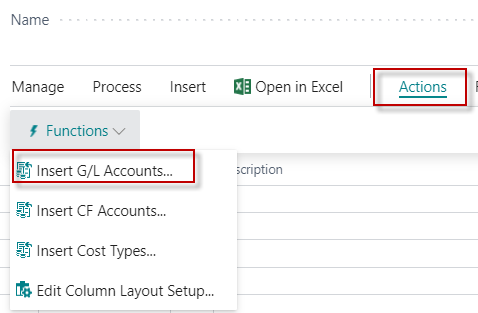 Name
Manage Process Insert Open in Excel Actions
Functions
Insert G/L Accounts...
scription
Insert CF Accounts...
Insert Cost Types...
Edit Column Layout Setup...